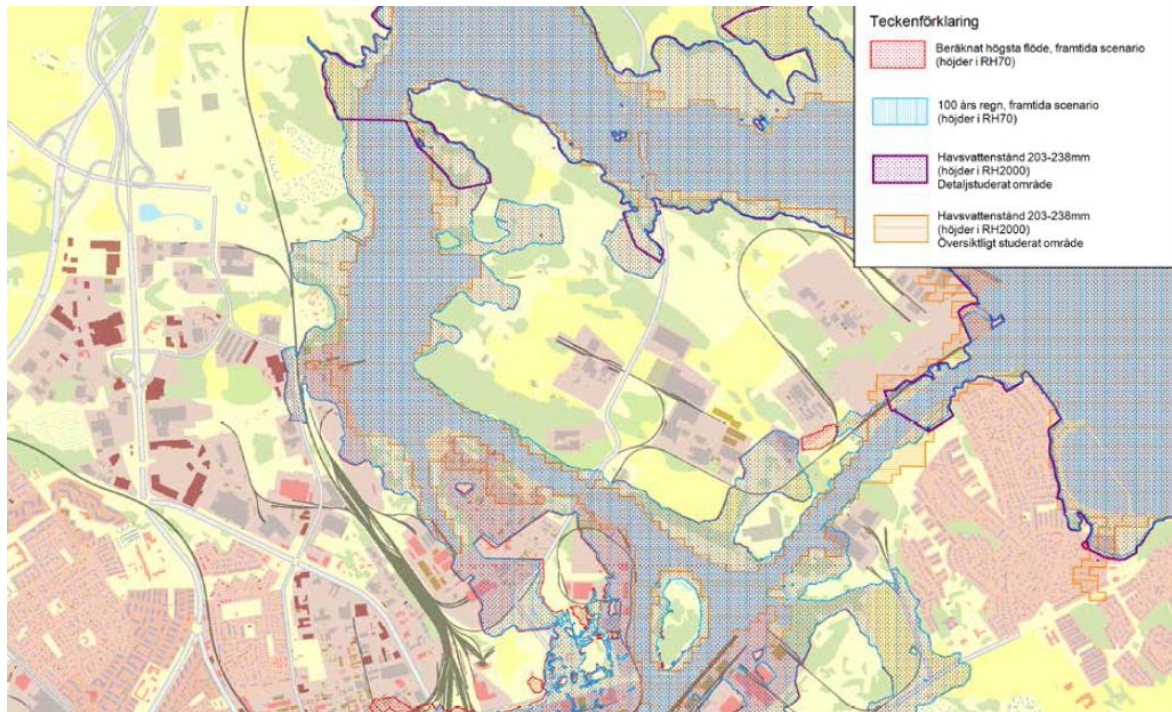 Teckenförklaring
Beräknat högsta flöde, framtida scenario
(höjder i RH70)
100 års regn, framtida scenario
(höjder i RH70)
Havsvattenstånd 203-238mm
(höjder i RH2000)
Detaljstuderat område
Havsvattenstånd 203-238mm
(höjder i RH2000)
Översiktligt studerat område